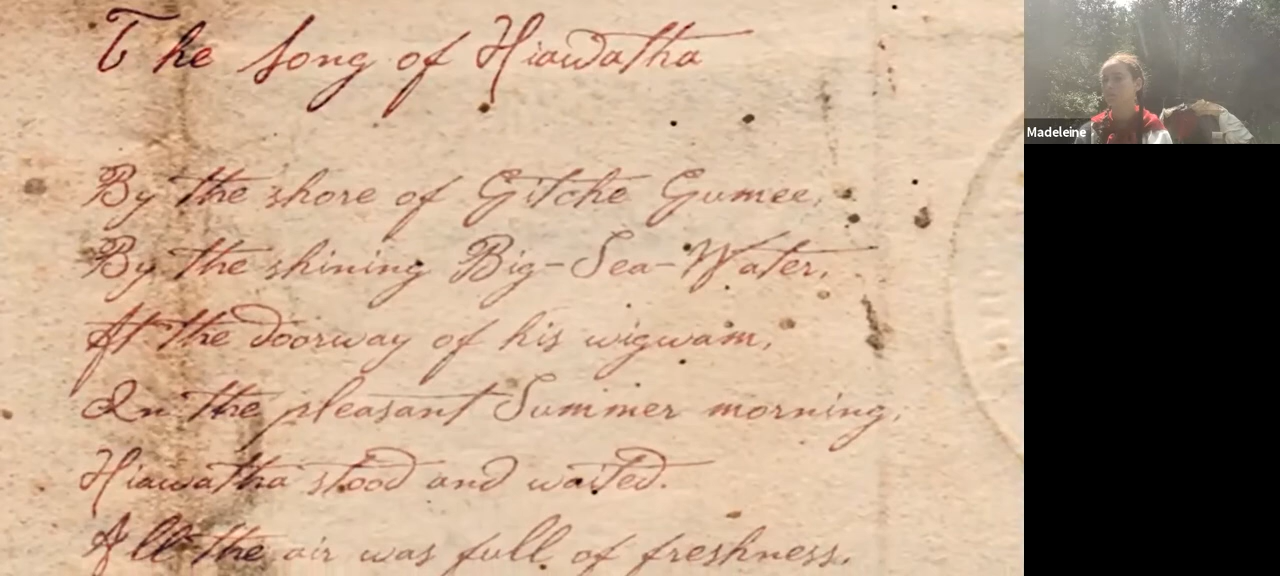 The Song of Hiawatha
By the shore of Gitche Gumee,
By the shining Big-Sea-Water,
At the doorway of his wigwam,
In the pleasant Summer morning,
Hiawatha stood and waited.
All the air was full of freshness,
Madeleine